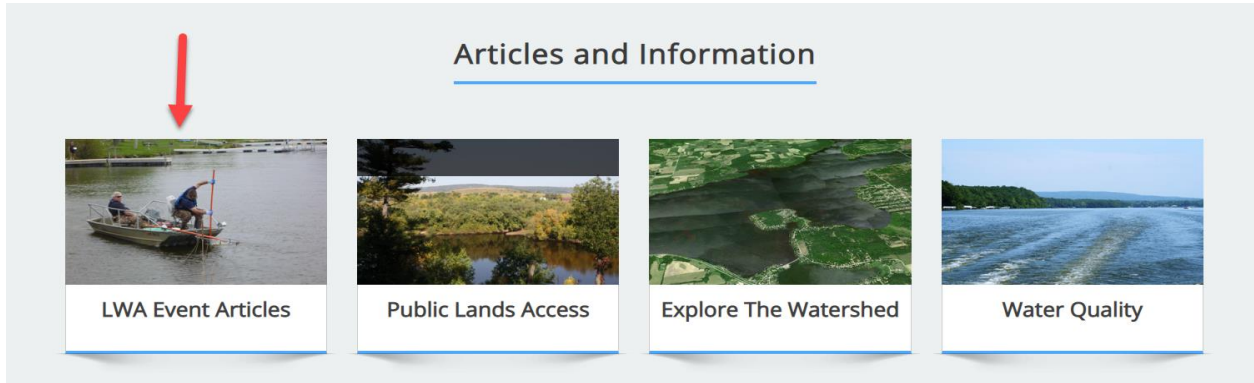 Articles and Information
LWA Event Articles
Public Lands Access
Explore The Watershed
Water Quality